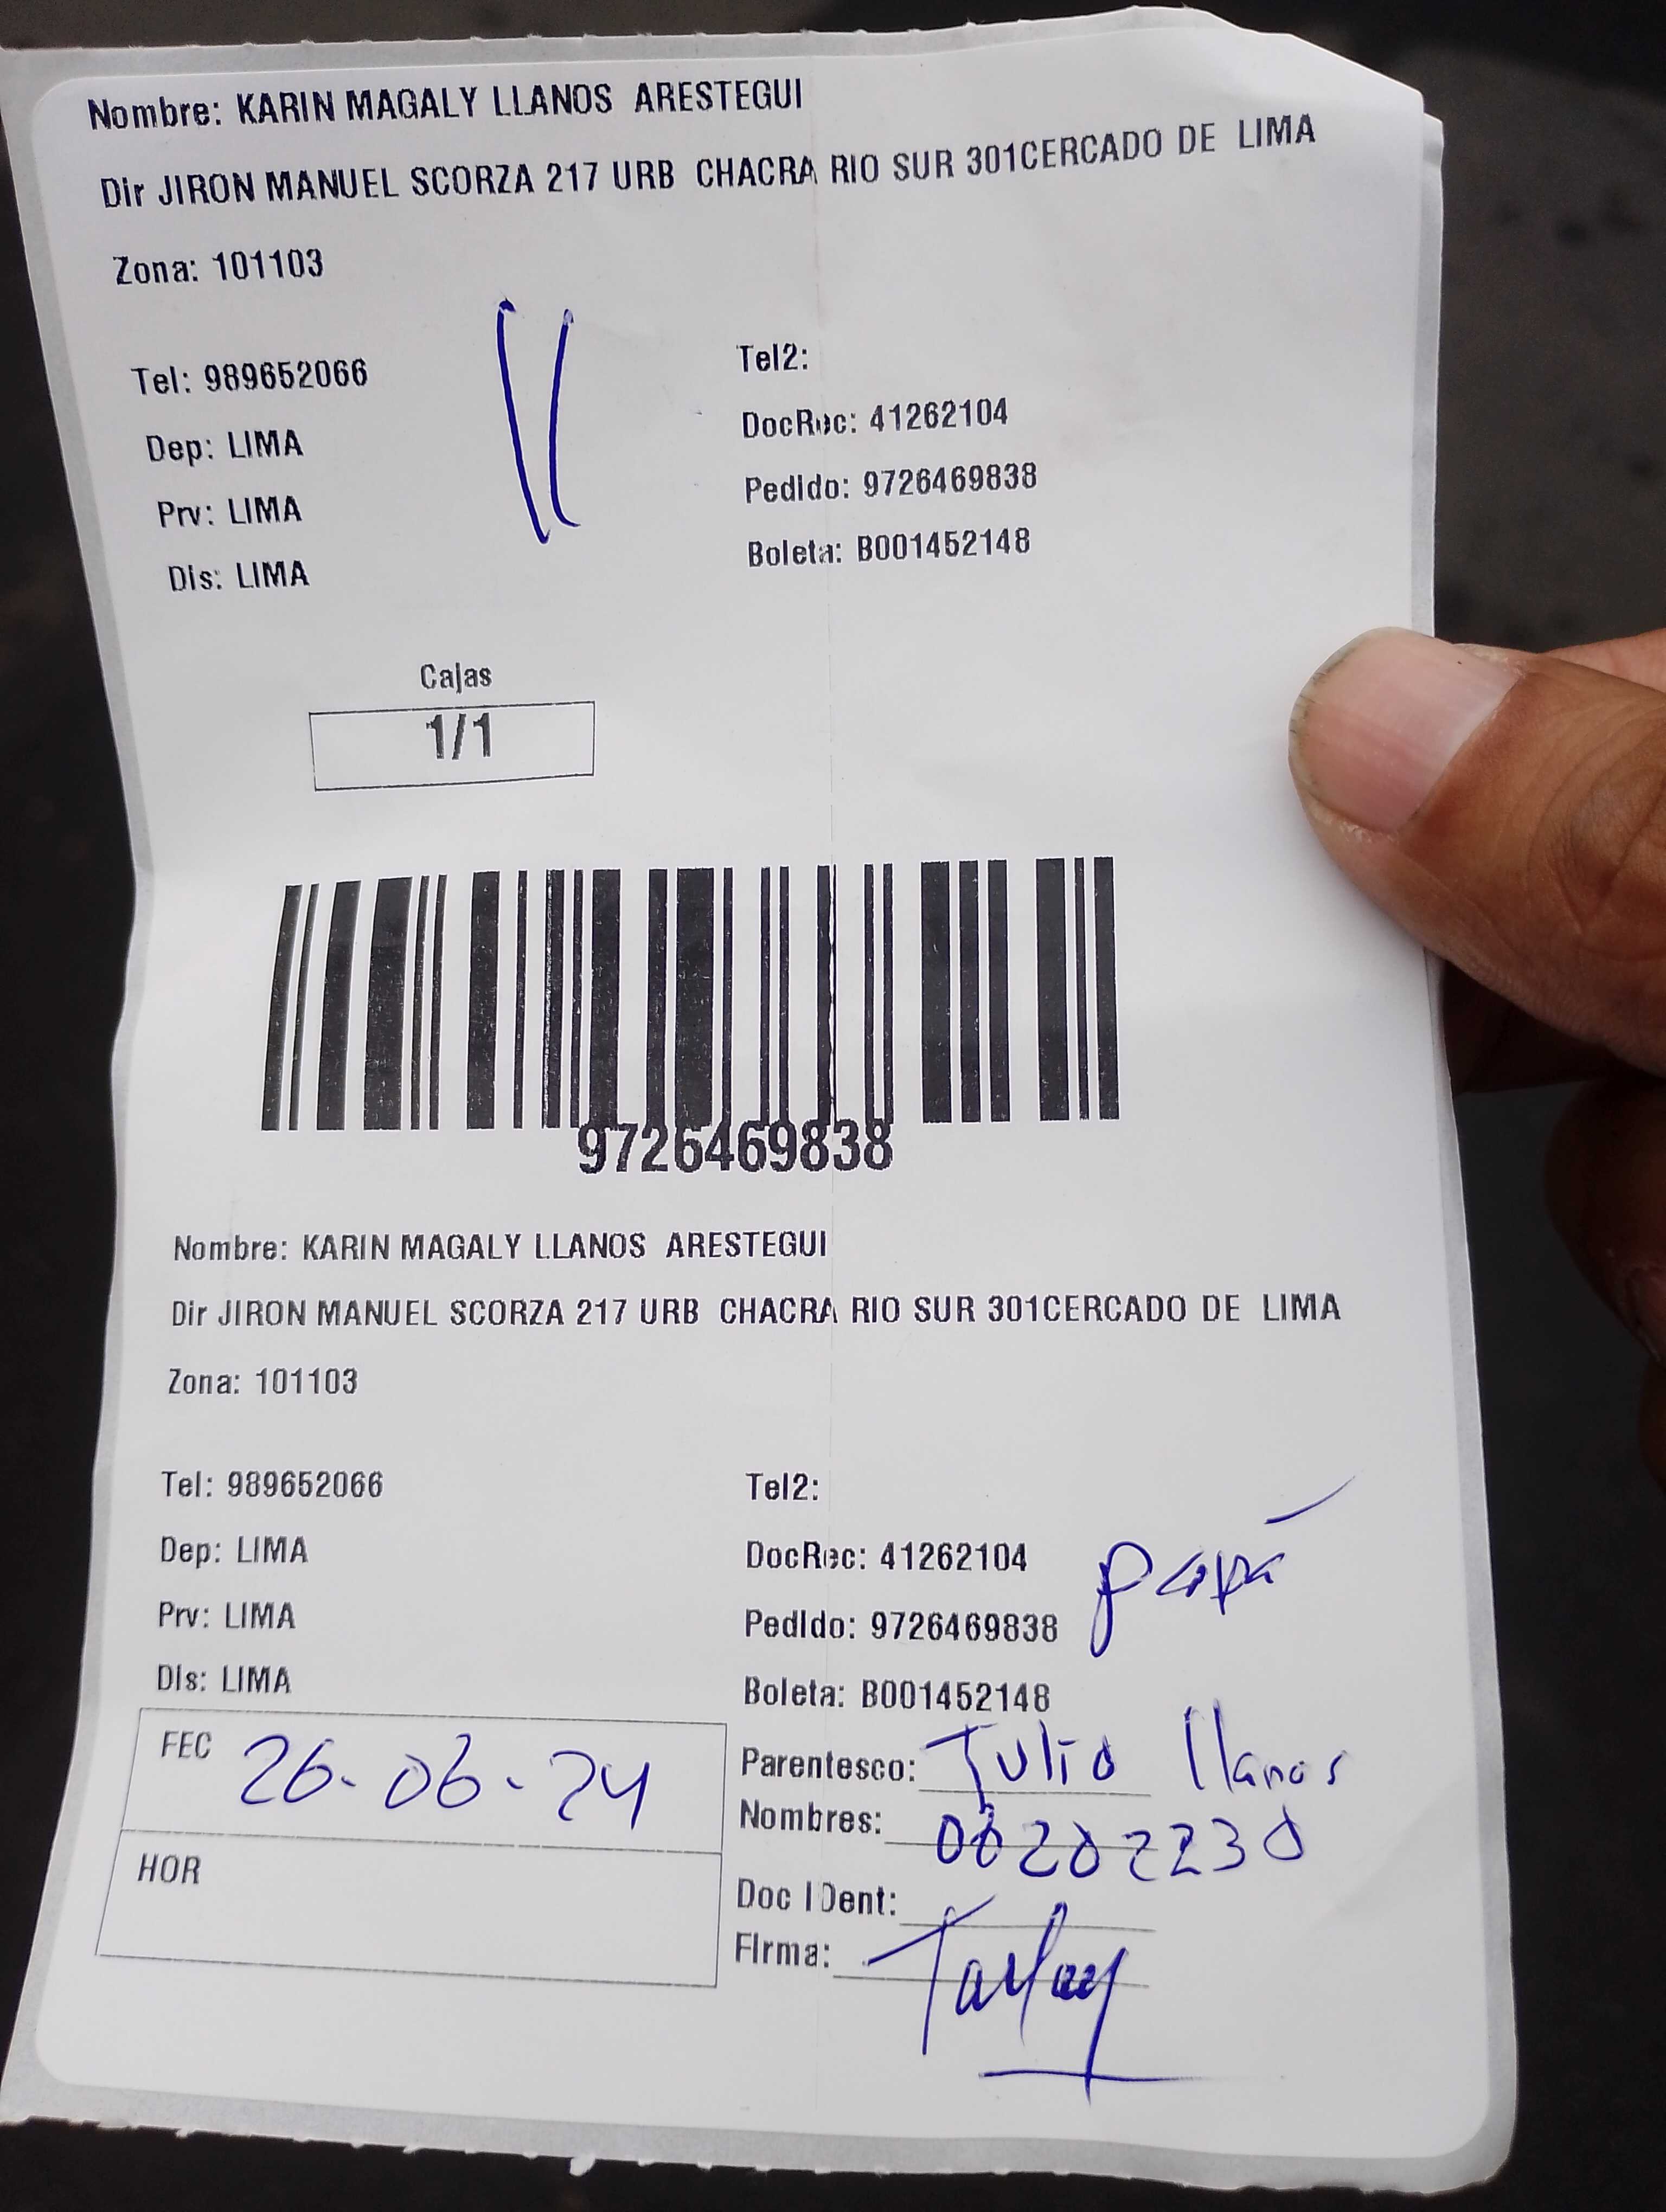 Nombre: KARIN MAGALY LLANOS ARESTEGUI
Dir JIRON MANUEL SCORZA 217 URB CHACRA RIO SUR 301CERCADO DE LIMA
Zona: 101103
Tel: 989652066
Tel2:
Dep: LIMA
DocRec: 41262104
Prv: LIMA
Pedido: 9726469838
Dis: LIMA
Boleta: B001452148
Cajas
1/1
9726469838
Nombre: KARIN MAGALY LLANOS ARESTEGUI
Dir JIRON MANUEL SCORZA 217 URB CHACRA RIO SUR 301CERCADO DE LIMA
Zona: 101103
Tel: 989652066
Tel2:
Dep: LIMA
DocRec: 41262104 papá
Prv: LIMA
Pedido: 9726469838
Dis: LIMA
Boleta: B001452148
FEC 26-06-24
Parentesco: Julio llanos
Nombres: 06202230
HOR
Doc IDent:
Firma: